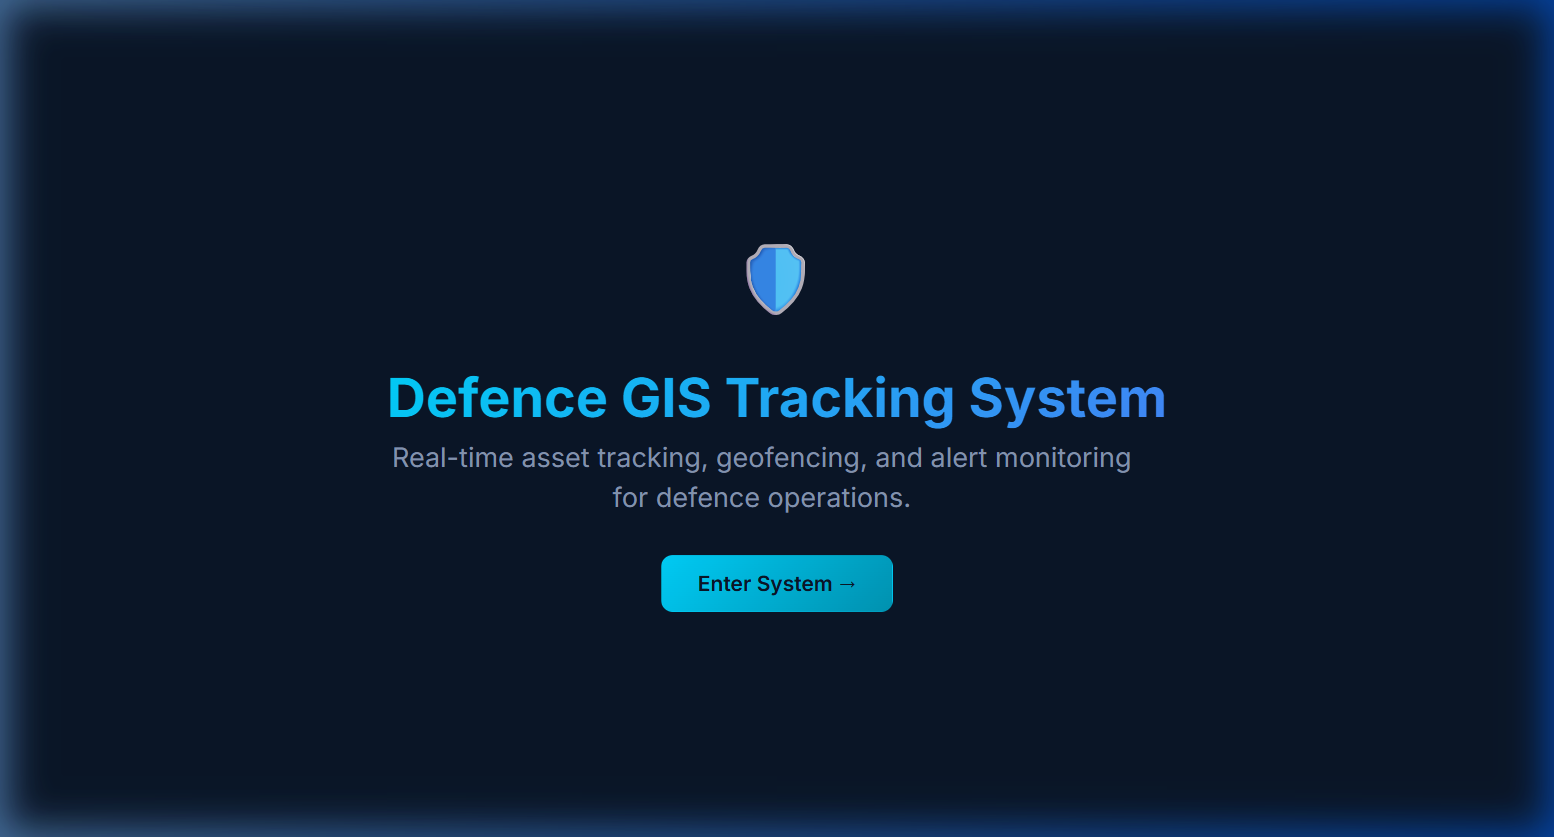 Defence GIS Tracking System
Real-time asset tracking, geofencing, and alert monitoring
for defence operations.
Enter System →